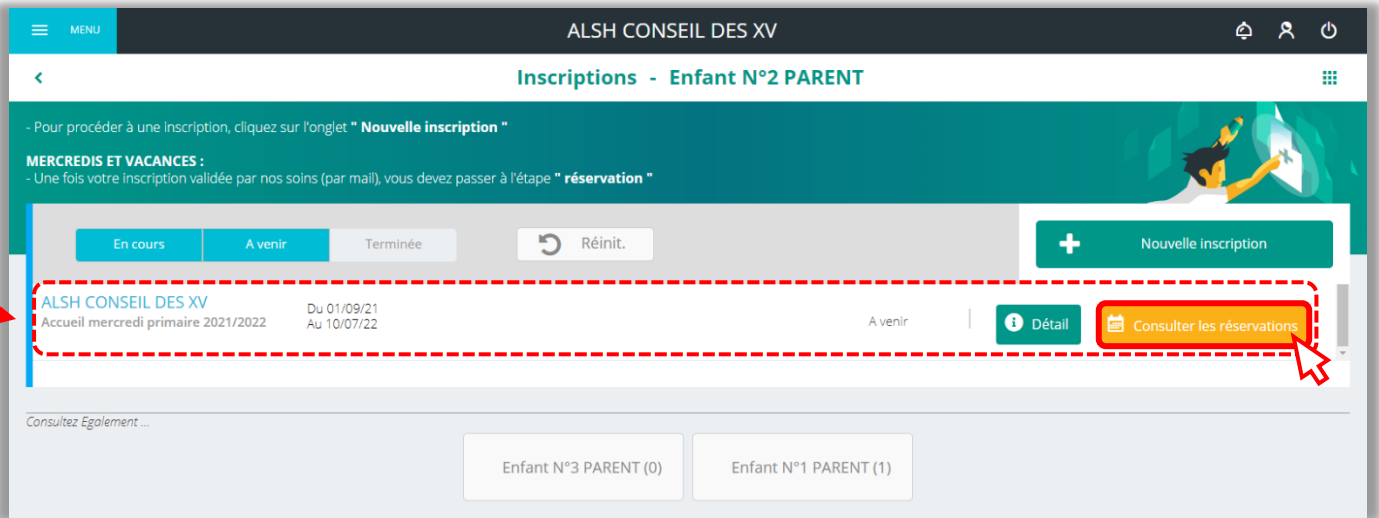 MENU
ALSH CONSEIL DES XV
Inscriptions - Enfant N°2 PARENT
- Pour procéder à une inscription, cliquez sur l'onglet " Nouvelle inscription "
MERCREDIS ET VACANCES :
- Une fois votre inscription validée par nos soins (par mail), vous devez passer à l'étape " réservation "
En cours
A venir
Terminée
Réinit.
Nouvelle inscription
ALSH CONSEIL DES XV
Accueil mercredi primaire 2021/2022
Du 01/09/21
Au 10/07/22
A venir
Détail
Consulter les réservations
Consultez Egalement ...
Enfant N°3 PARENT (0)
Enfant N°1 PARENT (1)